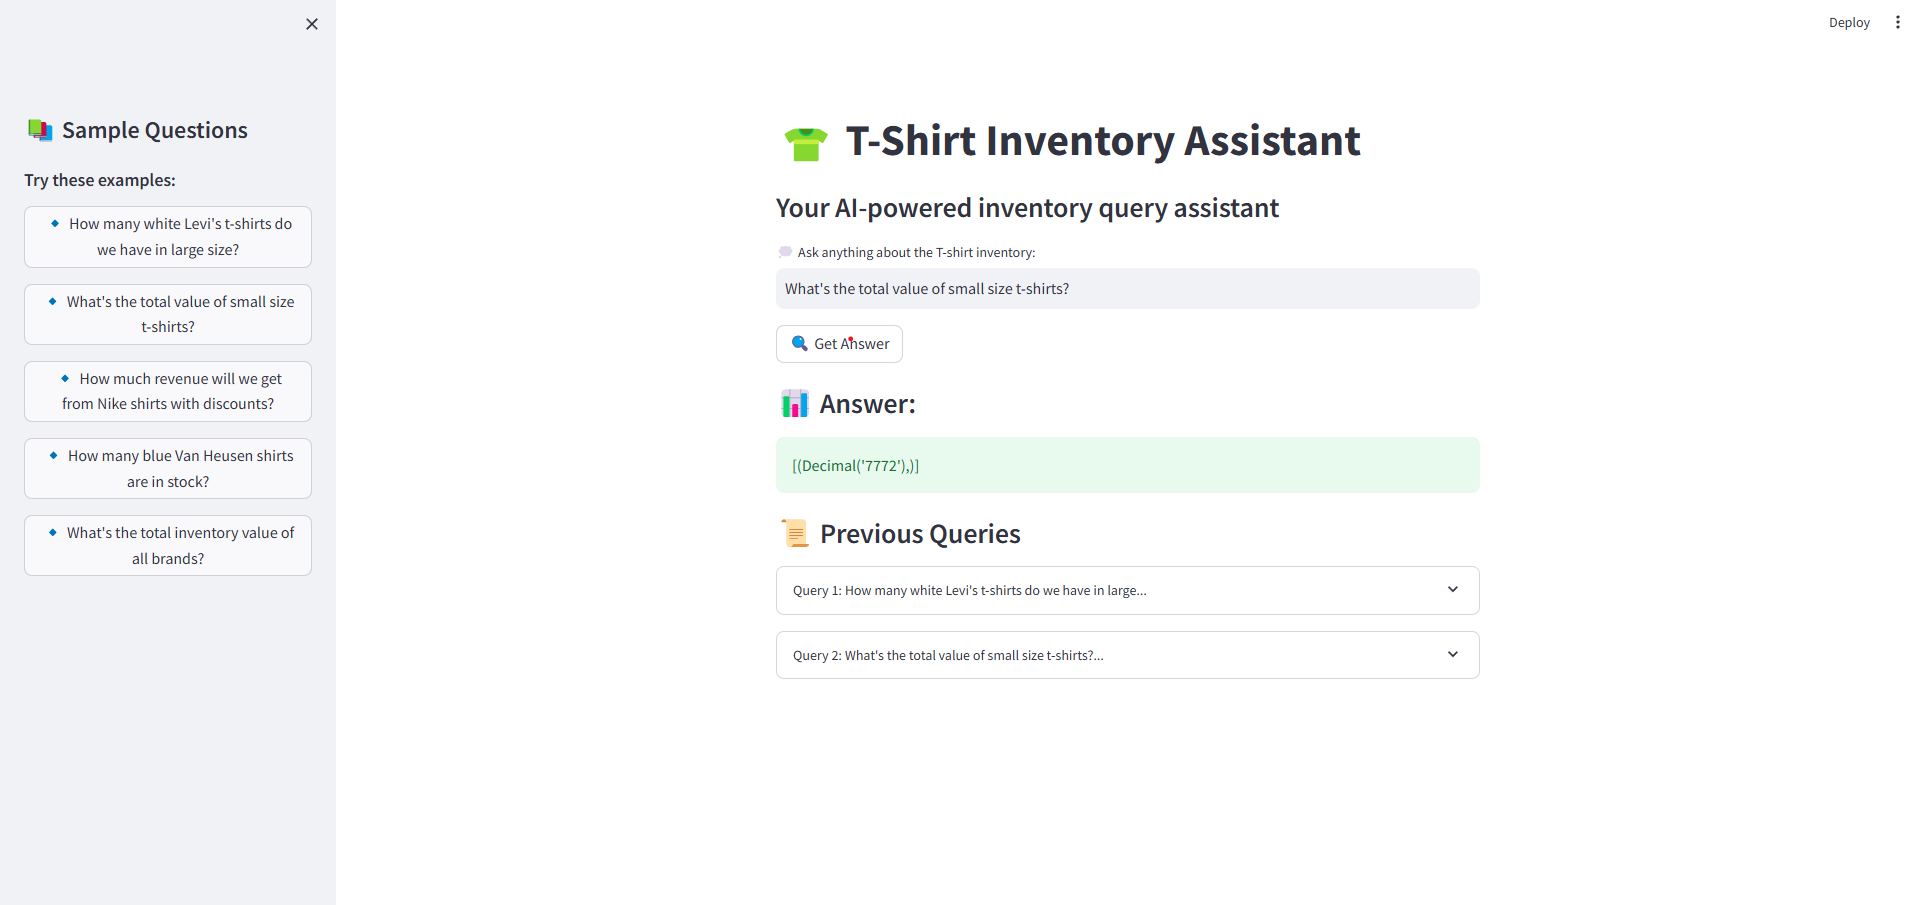 Deploy
Sample Questions
Try these examples:
How many white Levi's t-shirts do
we have in large size?
What's the total value of small size
t-shirts?
How much revenue will we get
from Nike shirts with discounts?
How many blue Van Heusen shirts
are in stock?
What's the total inventory value of
all brands?
T-Shirt Inventory Assistant
Your AI-powered inventory query assistant
Ask anything about the T-shirt inventory:
What's the total value of small size t-shirts?
Get Answer
Answer:
[(Decimal('7772'),)]
Previous Queries
Query 1: How many white Levi's t-shirts do we have in large...
Query 2: What's the total value of small size t-shirts?...